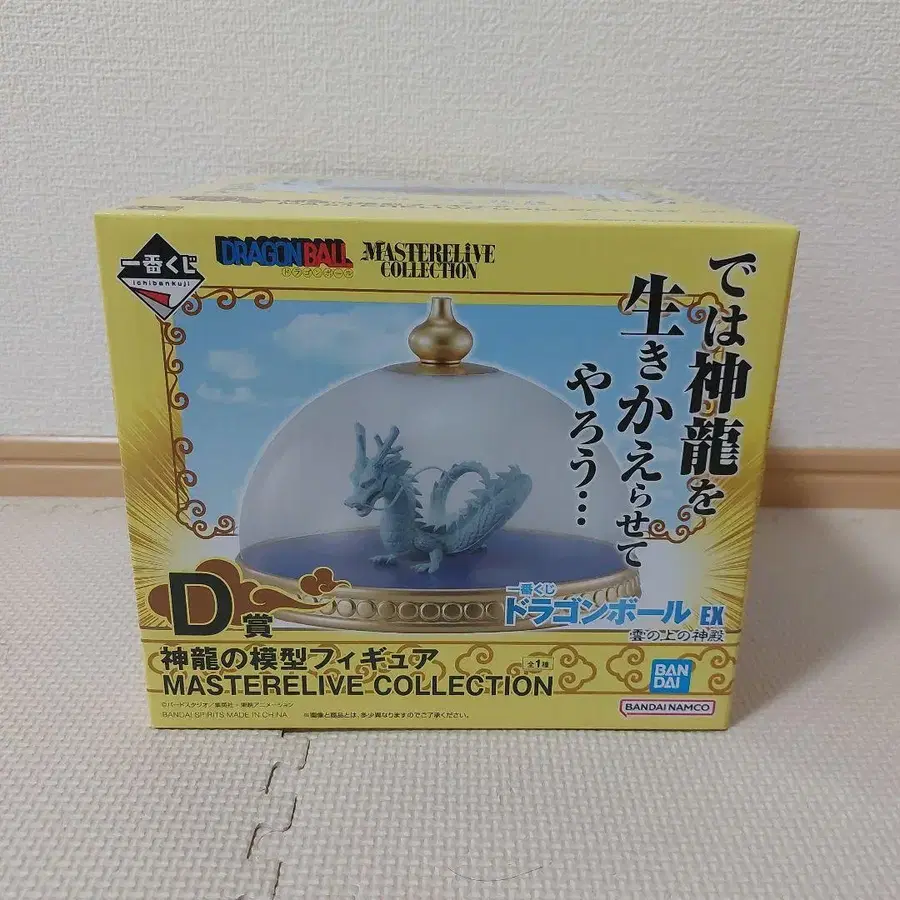 一番くじ
ichibankuji
DRAGONBALL
ドラゴンボール
MASTERELIVE
COLLECTION
では神龍を
生きかえらせて
やろう…
一番くじ
ドラゴンボール EX
雲の上の神殿
D賞
神龍の模型フィギュア 全1種
MASTERELIVE COLLECTION
BAN
DAI
BANDAI NAMCO
©バードスタジオ/集英社・東映アニメーション
BANDAI SPIRITS MADE IN CHINA ※画像と商品とは、多少異なりますのでご了承ください。